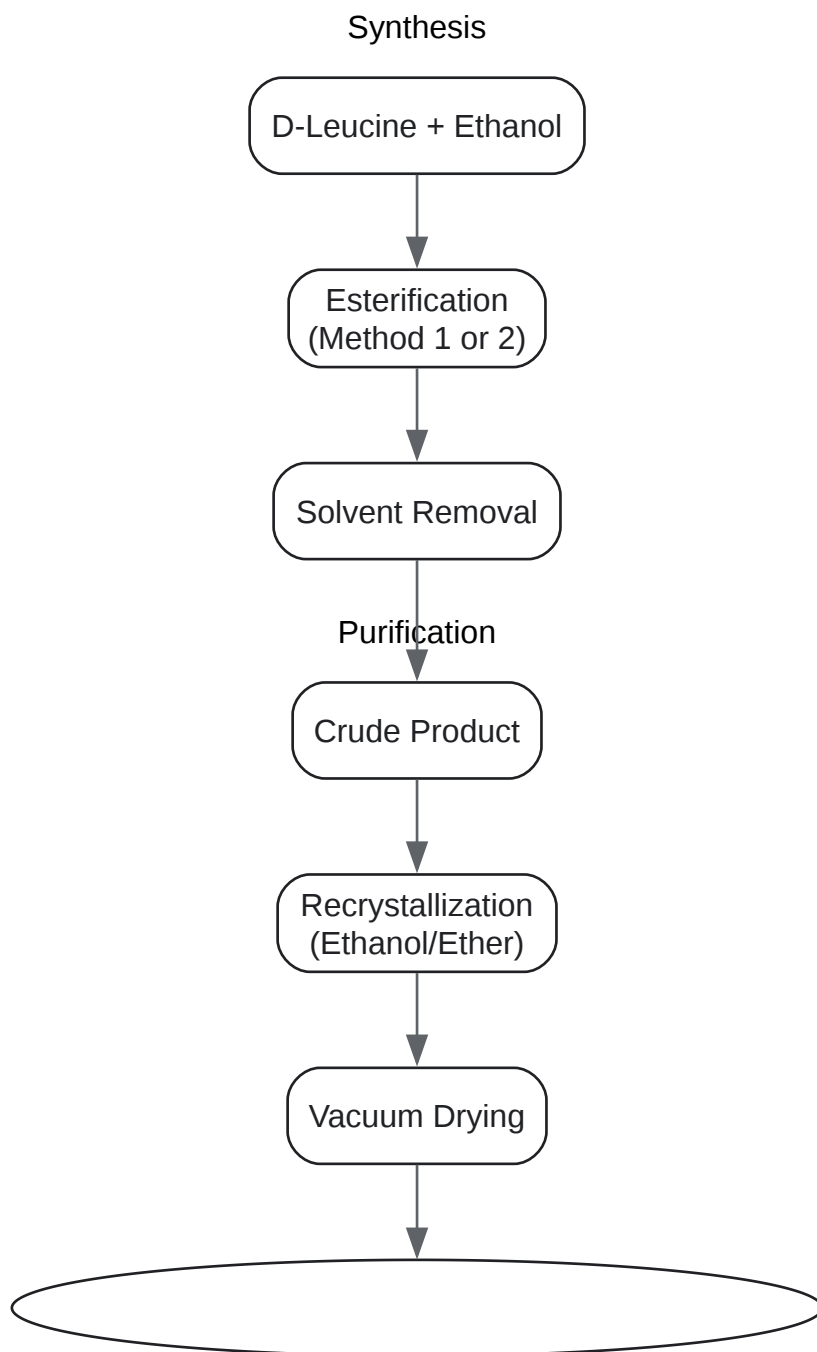 Synthesis
D-Leucine + Ethanol
Esterification
(Method 1 or 2)
Solvent Removal
Purification
Crude Product
Recrystallization
(Ethanol/Ether)
Vacuum Drying